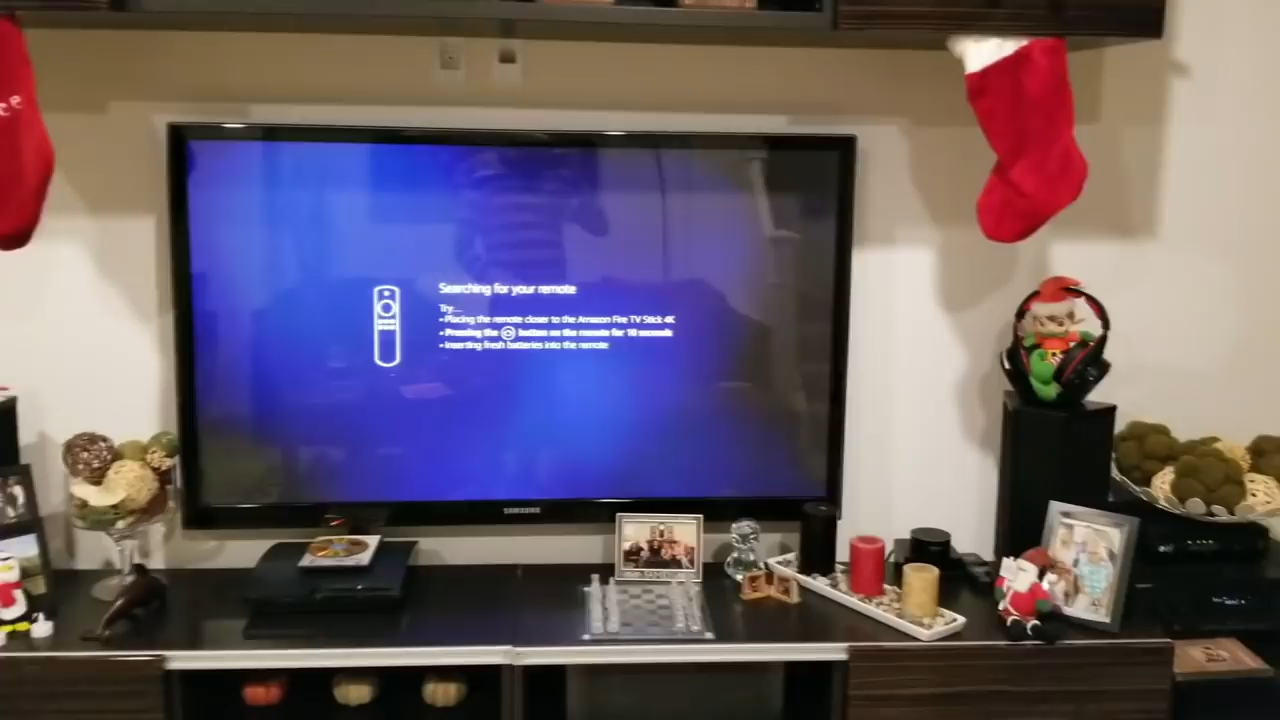 Searching for your remote
Try...
• Placing the remote closer to the Amazon Fire TV Stick 4K
• Pressing the button on the remote for 10 seconds
• Inserting fresh batteries into the remote
SAMSUNG